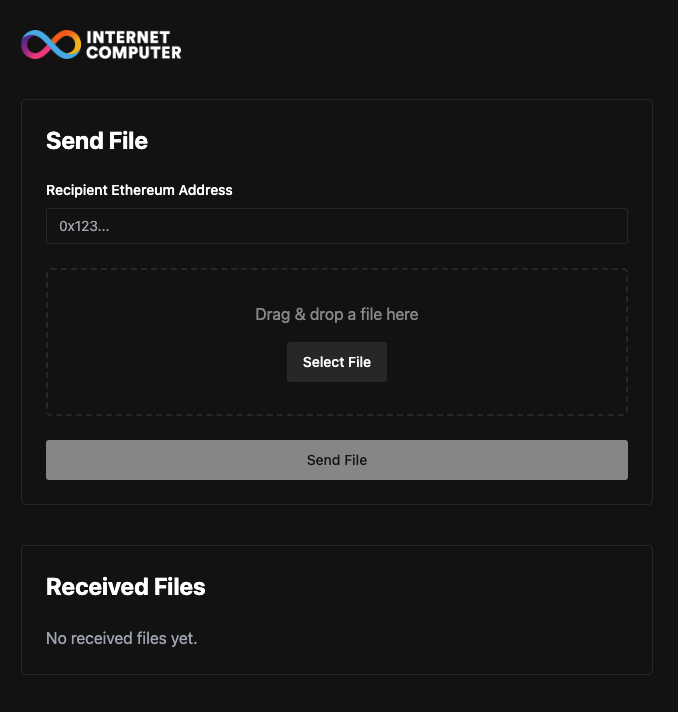 INTERNET
COMPUTER
Send File
Recipient Ethereum Address
0x123...
Drag & drop a file here
Select File
Send File
Received Files
No received files yet.